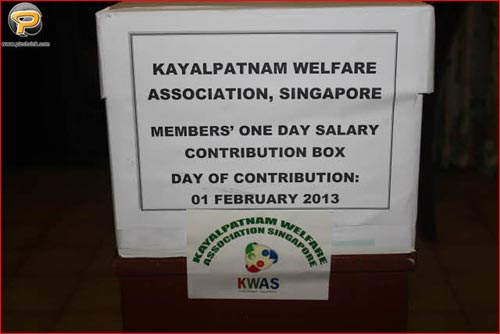 KAYALPATNAM WELFARE
ASSOCIATION, SINGAPORE
MEMBERS' ONE DAY SALARY
CONTRIBUTION BOX
DAY OF CONTRIBUTION:
01 FEBRUARY 2013
KAYALPATNAM WELFARE
ASSOCIATION SINGAPORE
KWAS